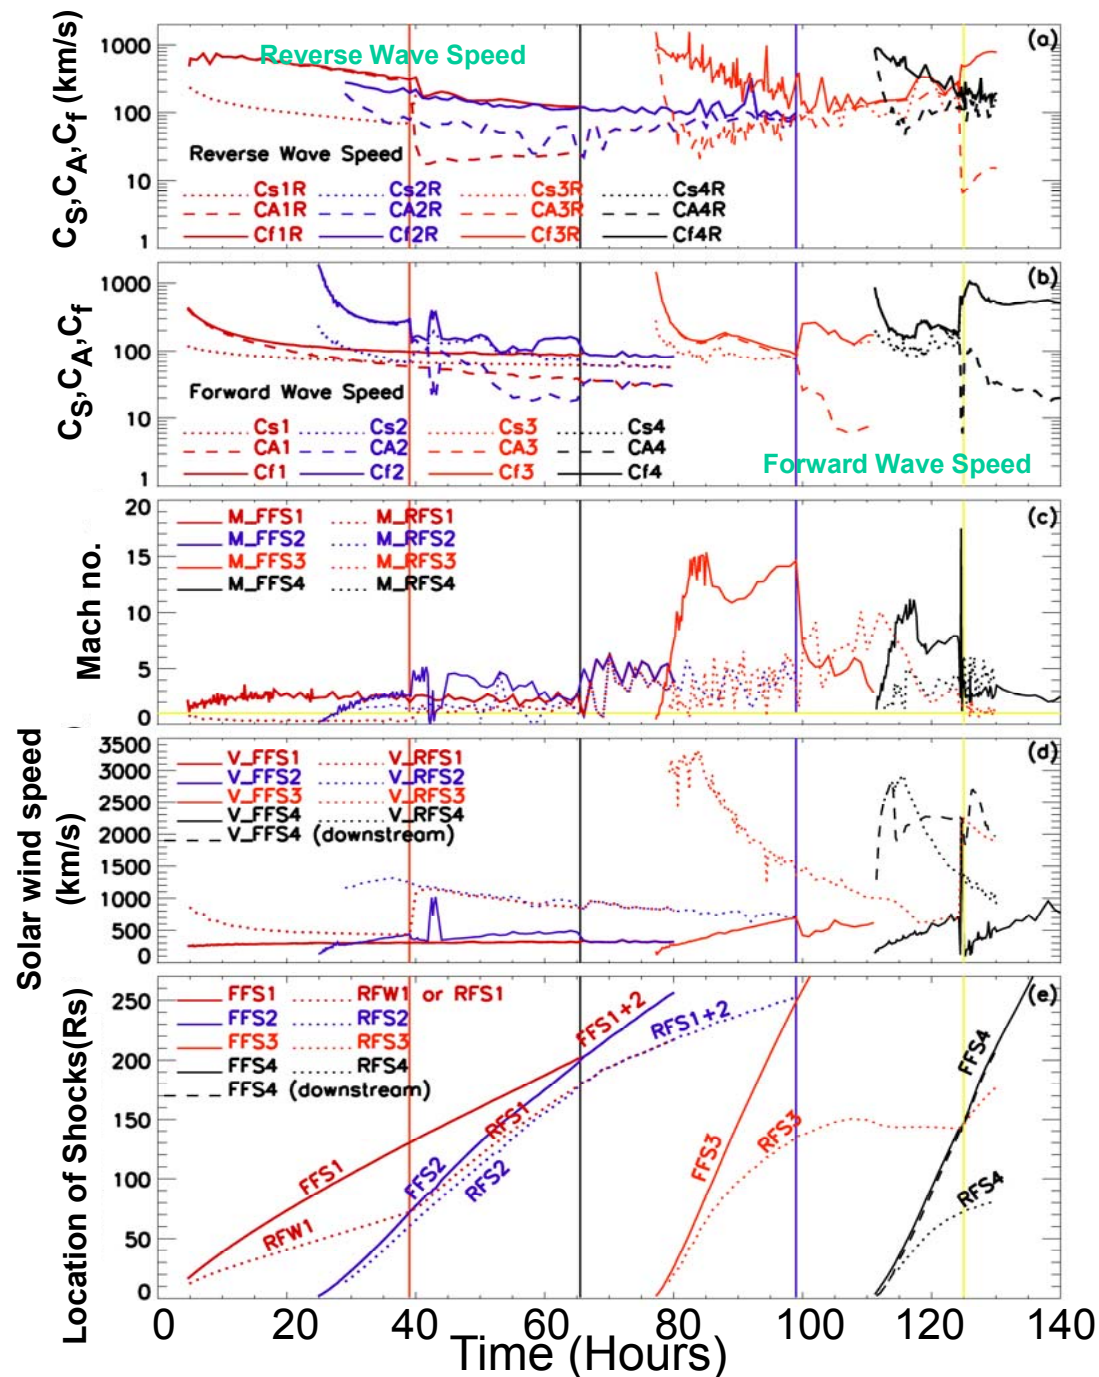 C_S,C_A,C_f (km/s)
1000
100
10
1
Reverse Wave Speed
(a)
Reverse Wave Speed
Cs1R Cs2R Cs3R Cs4R
CA1R CA2R CA3R CA4R
Cf1R Cf2R Cf3R Cf4R
C_S,C_A,C_f
1000
100
10
1
(b)
Forward Wave Speed
Cs1 Cs2 Cs3 Cs4
CA1 CA2 CA3 CA4
Cf1 Cf2 Cf3 Cf4
Forward Wave Speed
Mach no.
20
15
10
5
0
(c)
M_FFS1 M_RFS1
M_FFS2 M_RFS2
M_FFS3 M_RFS3
M_FFS4 M_RFS4
Solar wind speed
(km/s)
3500
3000
2500
2000
1500
1000
500
0
(d)
V_FFS1 V_RFS1
V_FFS2 V_RFS2
V_FFS3 V_RFS3
V_FFS4 V_RFS4
V_FFS4 (downstream)
Location of Shocks(Rs)
250
200
150
100
50
0
(e)
FFS1 RFW1 or RFS1
FFS2 RFS2
FFS3 RFS3
FFS4 RFS4
FFS4 (downstream)
FFS1
RFW1
FFS2
RFS1
RFS2
FFS1+2
RFS1+2
FFS3
RFS3
FFS4
RFS4
0 20 40 60 80 100 120 140
Time (Hours)